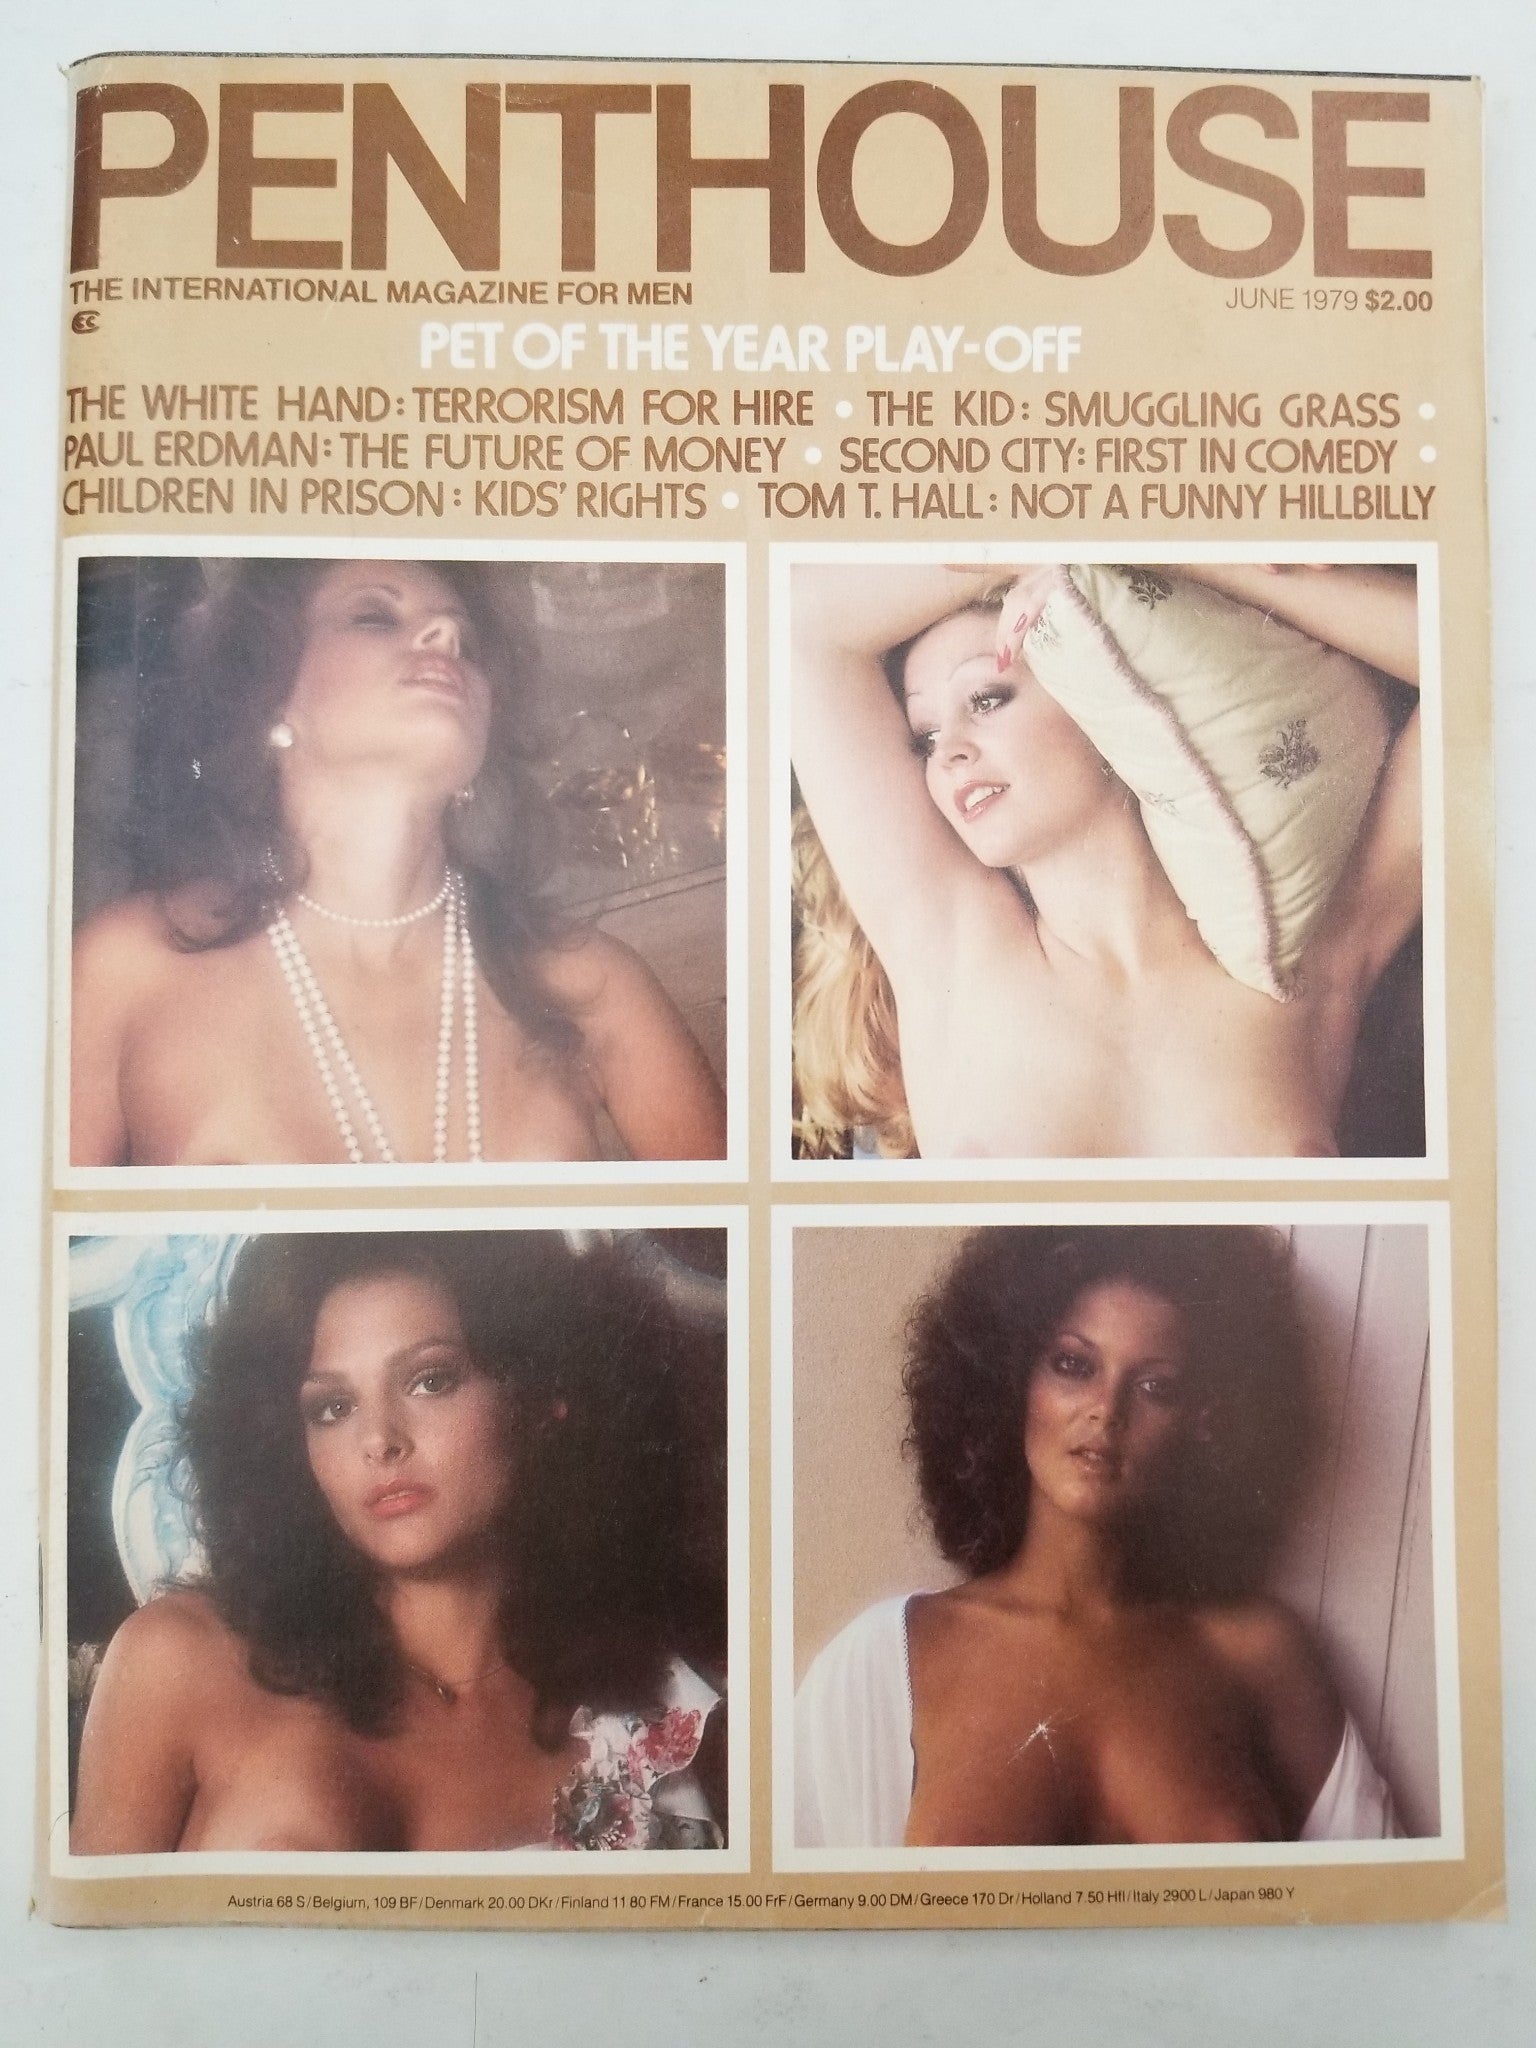 PENTHOUSE
THE INTERNATIONAL MAGAZINE FOR MEN
JUNE 1979 $2.00
PET OF THE YEAR PLAY-OFF
THE WHITE HAND: TERRORISM FOR HIRE • THE KID: SMUGGLING GRASS •
PAUL ERDMAN: THE FUTURE OF MONEY • SECOND CITY: FIRST IN COMEDY •
CHILDREN IN PRISON: KIDS' RIGHTS • TOM T. HALL: NOT A FUNNY HILLBILLY
Austria 68 S/Belgium, 109 BF/Denmark 20.00 DKr/Finland 11.80 FM/France 15.00 FrF/Germany 9.00 DM/Greece 170 Dr/Holland 7.50 Hfl/Italy 2900 L/Japan 980 Y